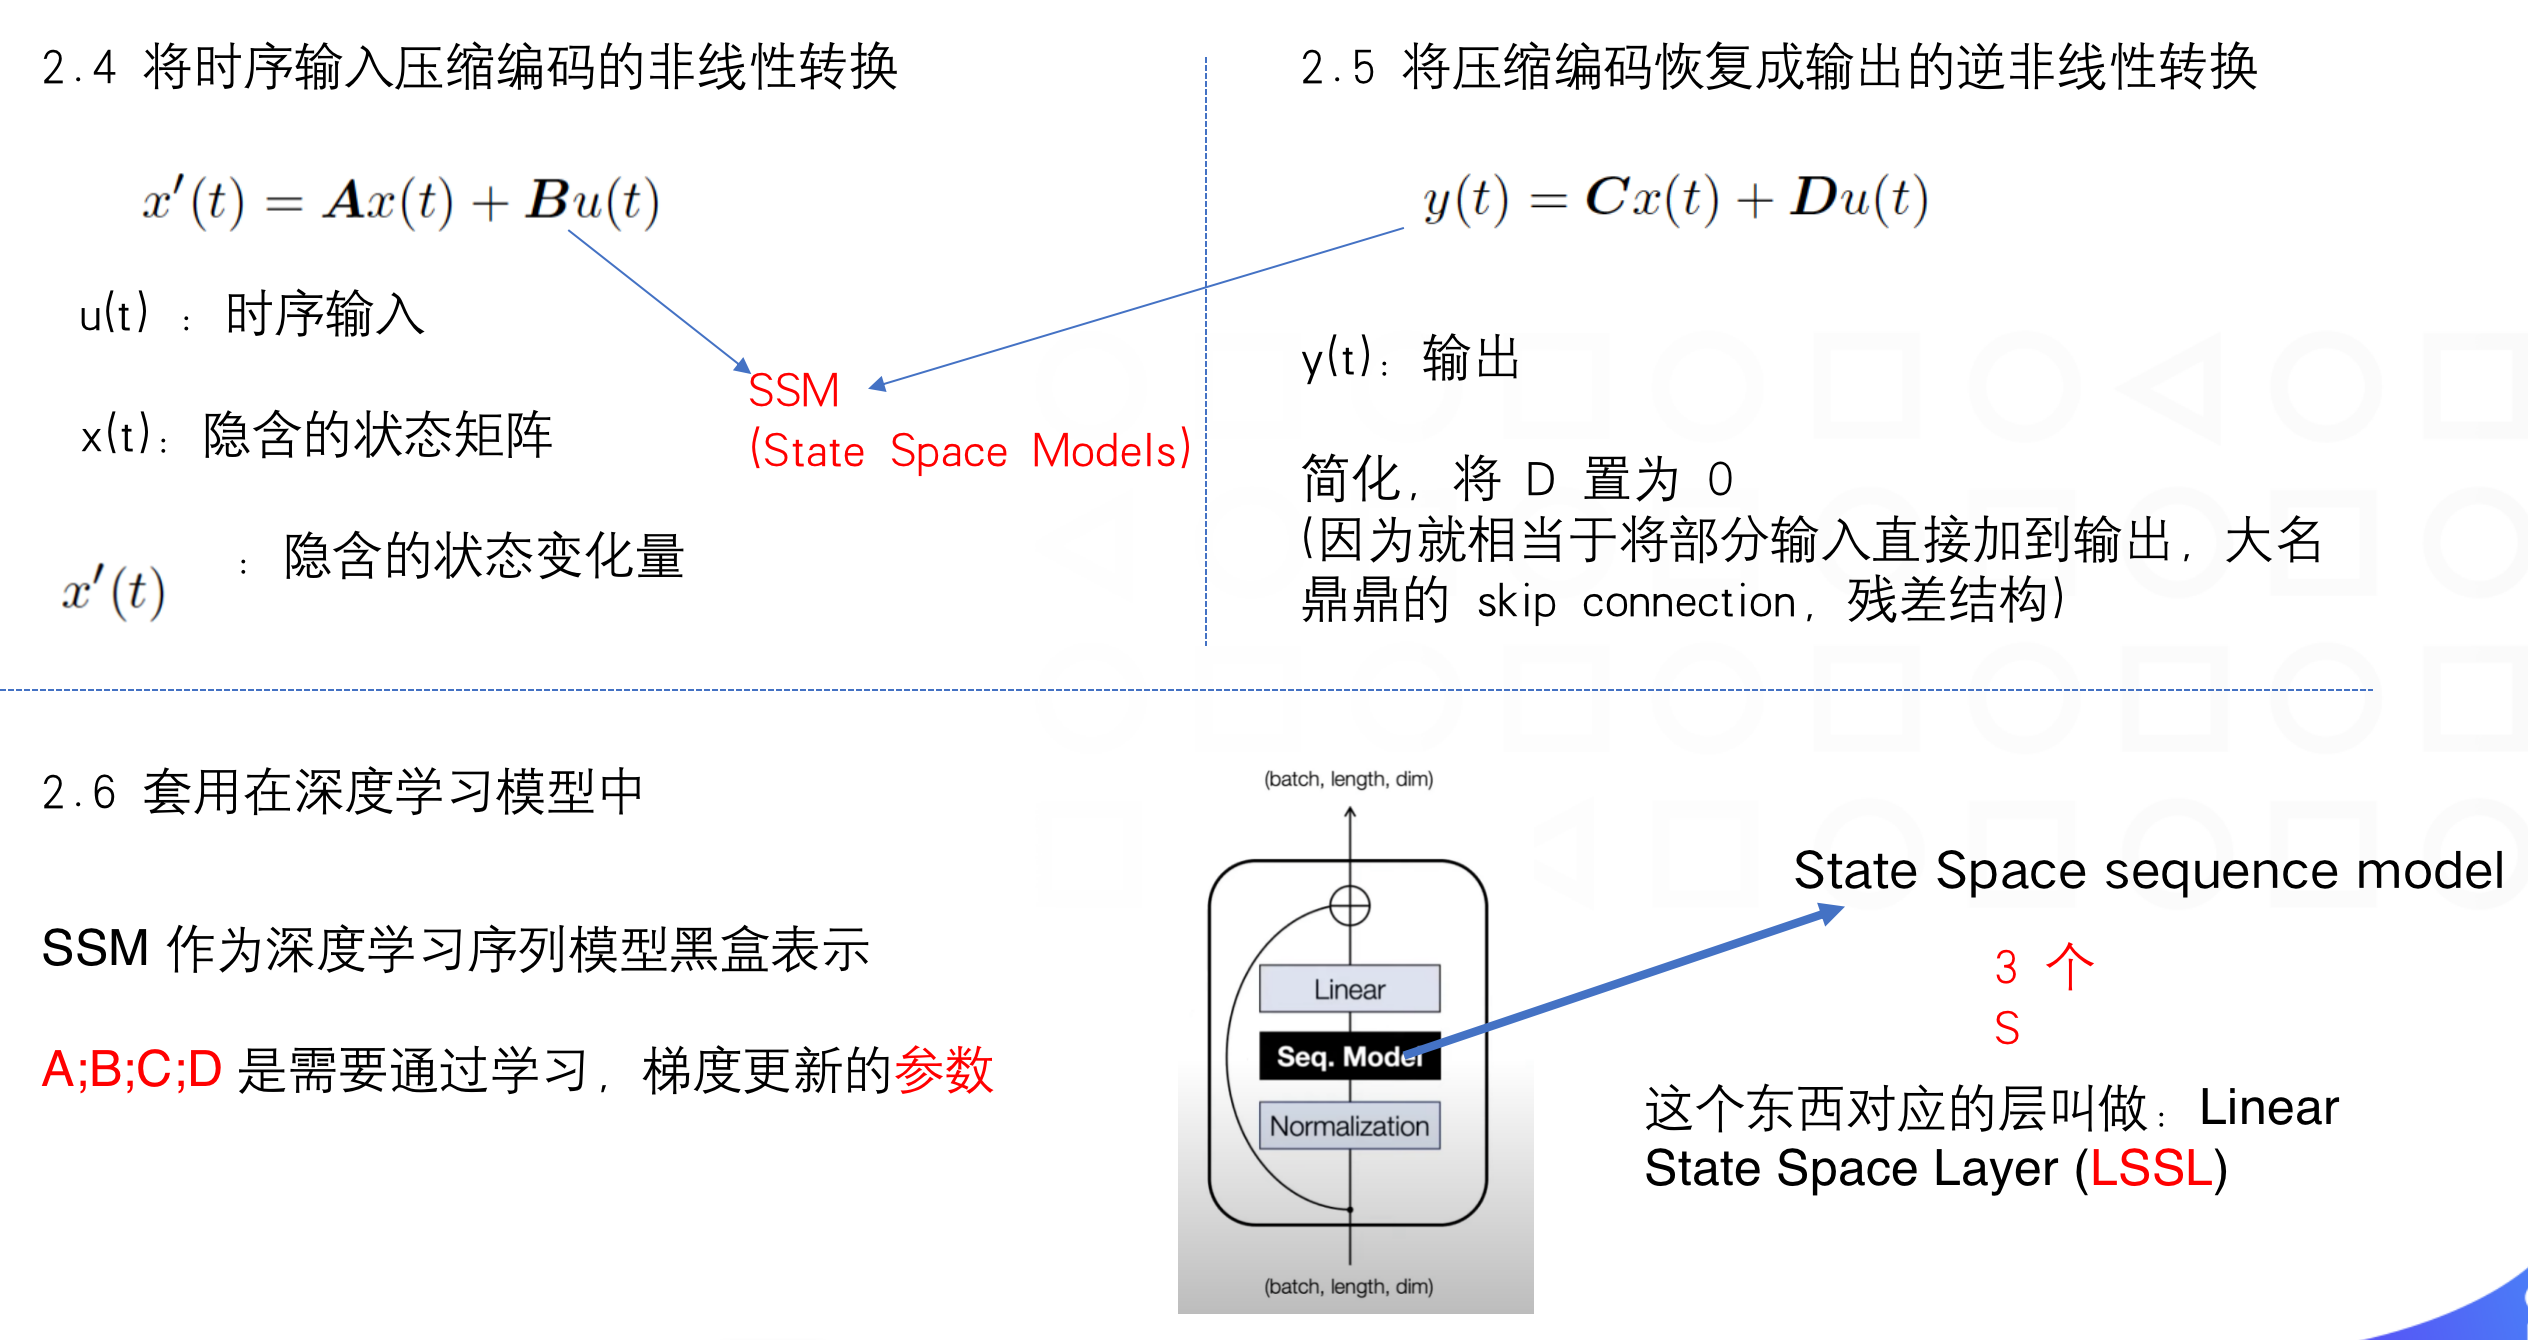 2.4 将时序输入压缩编码的非线性转换
x′(t) = Ax(t) + Bu(t)
u(t) : 时序输入
x(t): 隐含的状态矩阵
x′(t) : 隐含的状态变化量
SSM
(State Space Models)
2.5 将压缩编码恢复成输出的逆非线性转换
y(t) = Cx(t) + Du(t)
y(t): 输出
简化, 将 D 置为 0
(因为就相当于将部分输入直接加到输出, 大名
鼎鼎的 skip connection, 残差结构)
2.6 套用在深度学习模型中
SSM 作为深度学习序列模型黑盒表示
A;B;C;D 是需要通过学习, 梯度更新的参数
(batch, length, dim)
Linear
Seq. Model
Normalization
(batch, length, dim)
State Space sequence model
3 个
S
这个东西对应的层叫做: Linear
State Space Layer (LSSL)